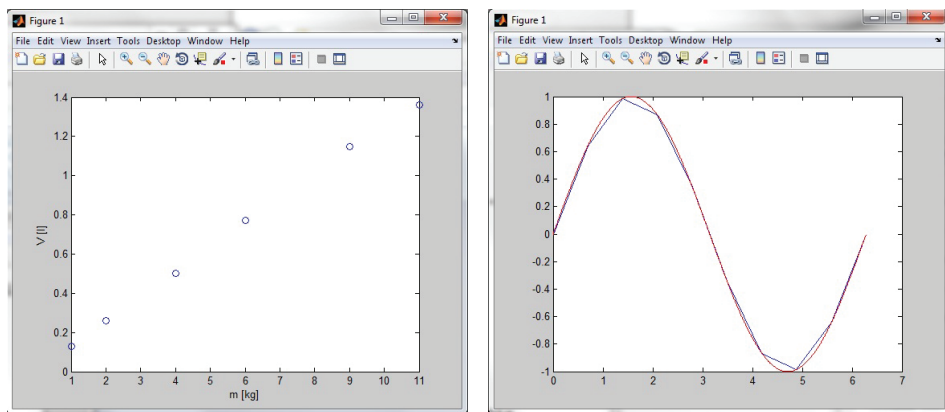 Figure 1
File Edit View Insert Tools Desktop Window Help
1.4
1.2
1
0.8
0.6
0.4
0.2
0
V [l]
1 2 3 4 5 6 7 8 9 10 11
m [kg]
Figure 1
File Edit View Insert Tools Desktop Window Help
1
0.8
0.6
0.4
0.2
0
-0.2
-0.4
-0.6
-0.8
-1
0 1 2 3 4 5 6 7